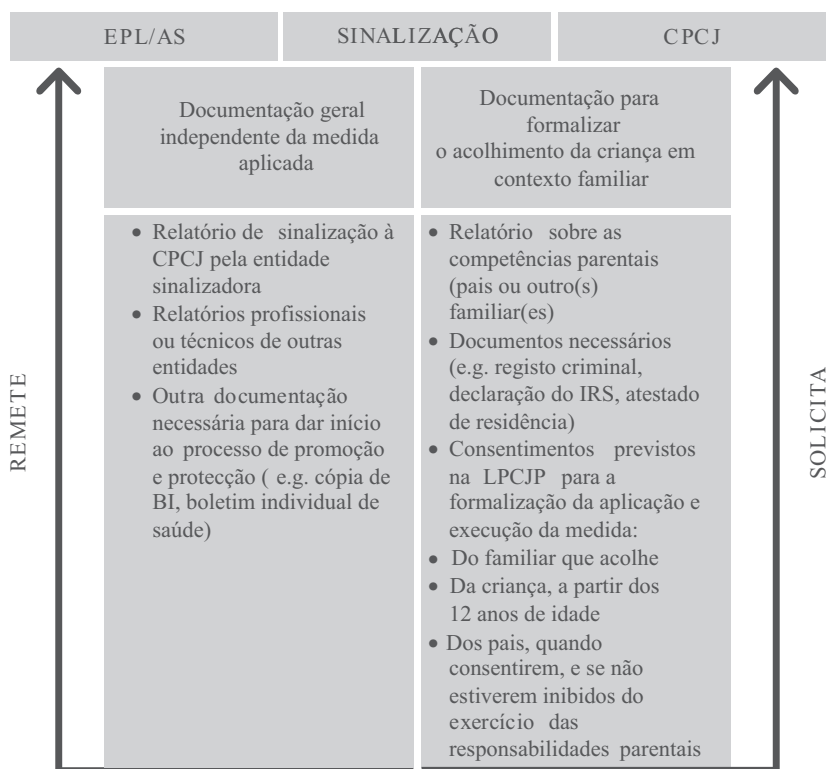 EPL/AS
SINALIZAÇÃO
CPCJ
REMETE
Documentação geral
independente da medida
aplicada
• Relatório de sinalização à
CPCJ pela entidade
sinalizadora
• Relatórios profissionais
ou técnicos de outras
entidades
• Outra documentação
necessária para dar início
ao processo de promoção
e protecção ( e.g. cópia de
BI, boletim individual de
saúde)
Documentação para
formalizar
o acolhimento da criança em
contexto familiar
• Relatório sobre as
competências parentais
(pais ou outro(s)
familiar(es)
• Documentos necessários
(e.g. registo criminal,
declaração do IRS, atestado
de residência)
• Consentimentos previstos
na LPCJP para a
formalização da aplicação e
execução da medida:
• Do familiar que acolhe
• Da criança, a partir dos
12 anos de idade
• Dos pais, quando
consentirem, e se não
estiverem inibidos do
exercício das
responsabilidades parentais
SOLICITA